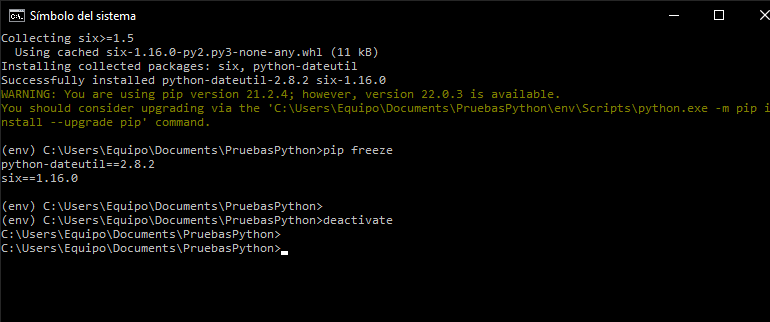 Símbolo del sistema
Collecting six>=1.5
  Using cached six-1.16.0-py2.py3-none-any.whl (11 kB)
Installing collected packages: six, python-dateutil
Successfully installed python-dateutil-2.8.2 six-1.16.0
WARNING: You are using pip version 21.2.4; however, version 22.0.3 is available.
You should consider upgrading via the 'C:\Users\Equipo\Documents\PruebasPython\env\Scripts\python.exe -m pip i
nstall --upgrade pip' command.
(env) C:\Users\Equipo\Documents\PruebasPython>pip freeze
python-dateutil==2.8.2
six==1.16.0
(env) C:\Users\Equipo\Documents\PruebasPython>
(env) C:\Users\Equipo\Documents\PruebasPython>deactivate
C:\Users\Equipo\Documents\PruebasPython>
C:\Users\Equipo\Documents\PruebasPython>